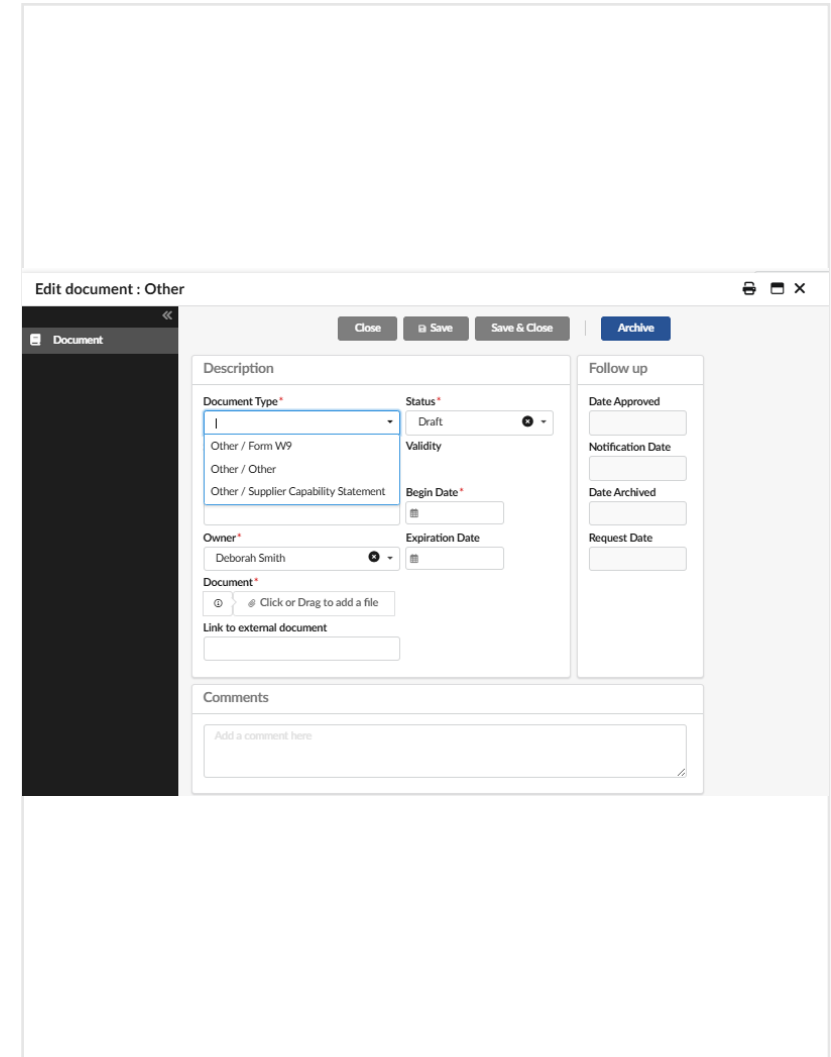 Edit document : Other
Document
Close
Save
Save & Close
Archive
Description
Document Type*
Other / Form W9
Other / Other
Other / Supplier Capability Statement
Status*
Draft
Validity
Begin Date*
Owner*
Deborah Smith
Expiration Date
Document*
Click or Drag to add a file
Link to external document
Follow up
Date Approved
Notification Date
Date Archived
Request Date
Comments
Add a comment here